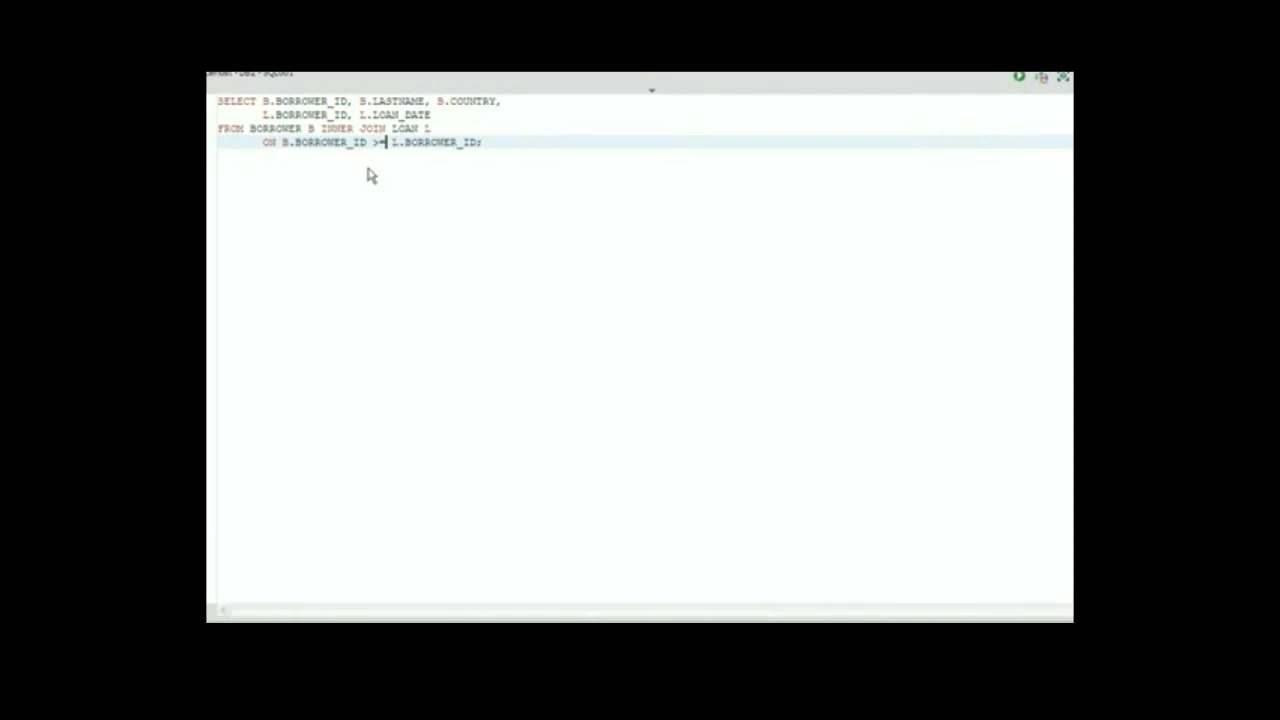 SELECT B.BORROWER_ID, B.LASTNAME, B.COUNTRY,
L.BORROWER_ID, L.LOAN_DATE
FROM BORROWER B INNER JOIN LOAN L
ON B.BORROWER_ID >= L.BORROWER_ID;